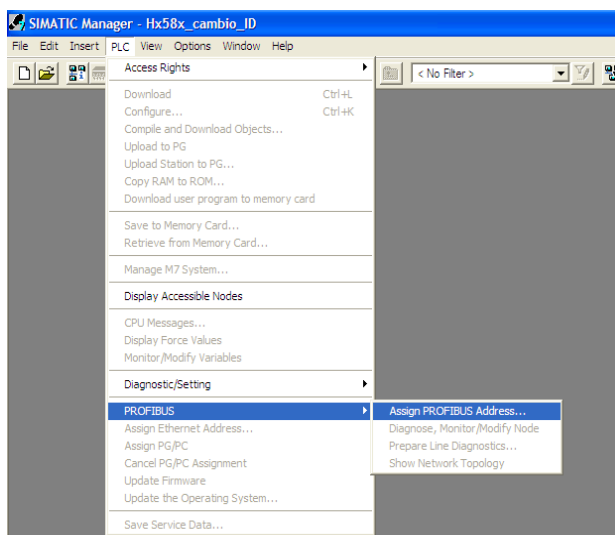 SIMATIC Manager - Hx58x_cambio_ID
File Edit Insert PLC View Options Window Help
< No Filter >
Access Rights
Download Ctrl+L
Configure... Ctrl+K
Compile and Download Objects...
Upload to PG
Upload Station to PG...
Copy RAM to ROM...
Download user program to memory card
Save to Memory Card...
Retrieve from Memory Card...
Manage M7 System...
Display Accessible Nodes
CPU Messages...
Display Force Values
Monitor/Modify Variables
Diagnostic/Setting
PROFIBUS
Assign Ethernet Address...
Assign PG/PC
Cancel PG/PC Assignment
Update Firmware
Update the Operating System...
Save Service Data...
Assign PROFIBUS Address...
Diagnose, Monitor/Modify Node
Prepare Line Diagnostics...
Show Network Topology